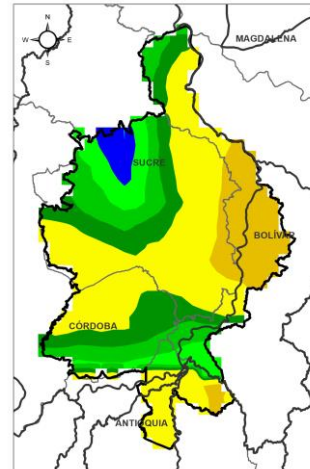 N
W E
S
MAGDALENA
SUCRE
BOLÍVAR
CÓRDOBA
ANTIOQUIA